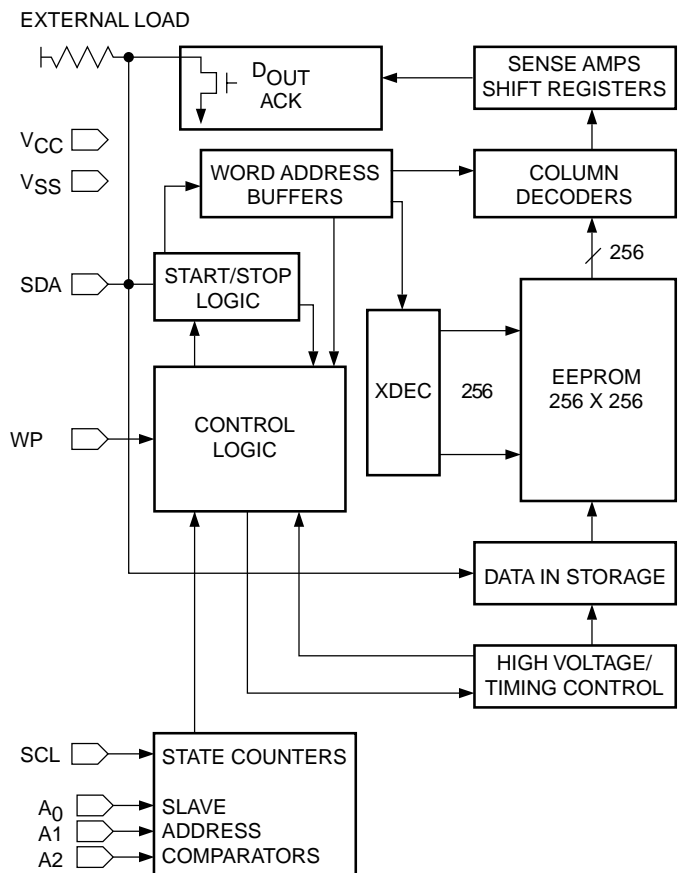 EXTERNAL LOAD
DOUT
ACK
SENSE AMPS
SHIFT REGISTERS
VCC
VSS
WORD ADDRESS
BUFFERS
COLUMN
DECODERS
256
SDA
START/STOP
LOGIC
XDEC
256
EEPROM
256 X 256
WP
CONTROL
LOGIC
DATA IN STORAGE
HIGH VOLTAGE/
TIMING CONTROL
SCL
STATE COUNTERS
A0
SLAVE
A1
ADDRESS
A2
COMPARATORS